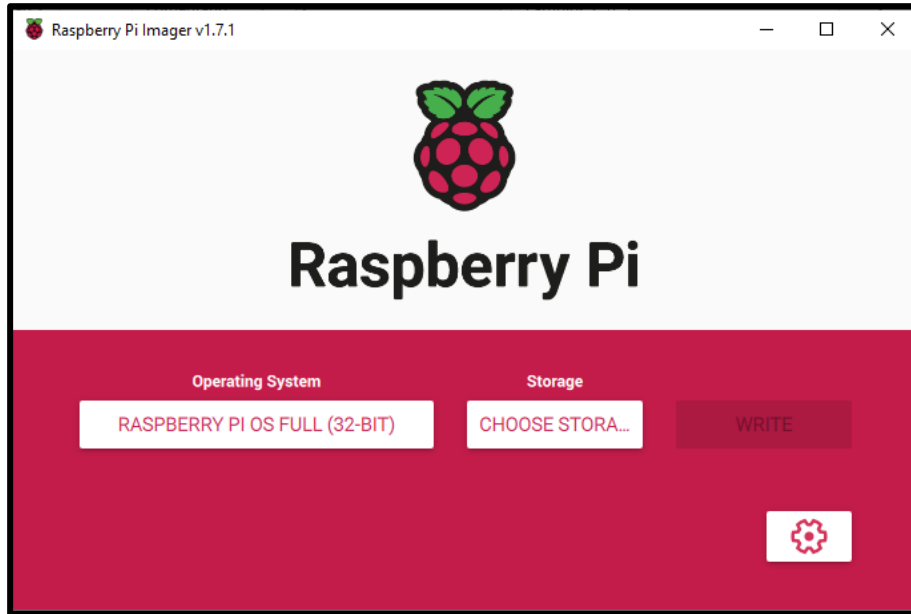 Raspberry Pi Imager v1.7.1
Raspberry Pi
Operating System
Storage
RASPBERRY PI OS FULL (32-BIT)
CHOOSE STORA...
WRITE